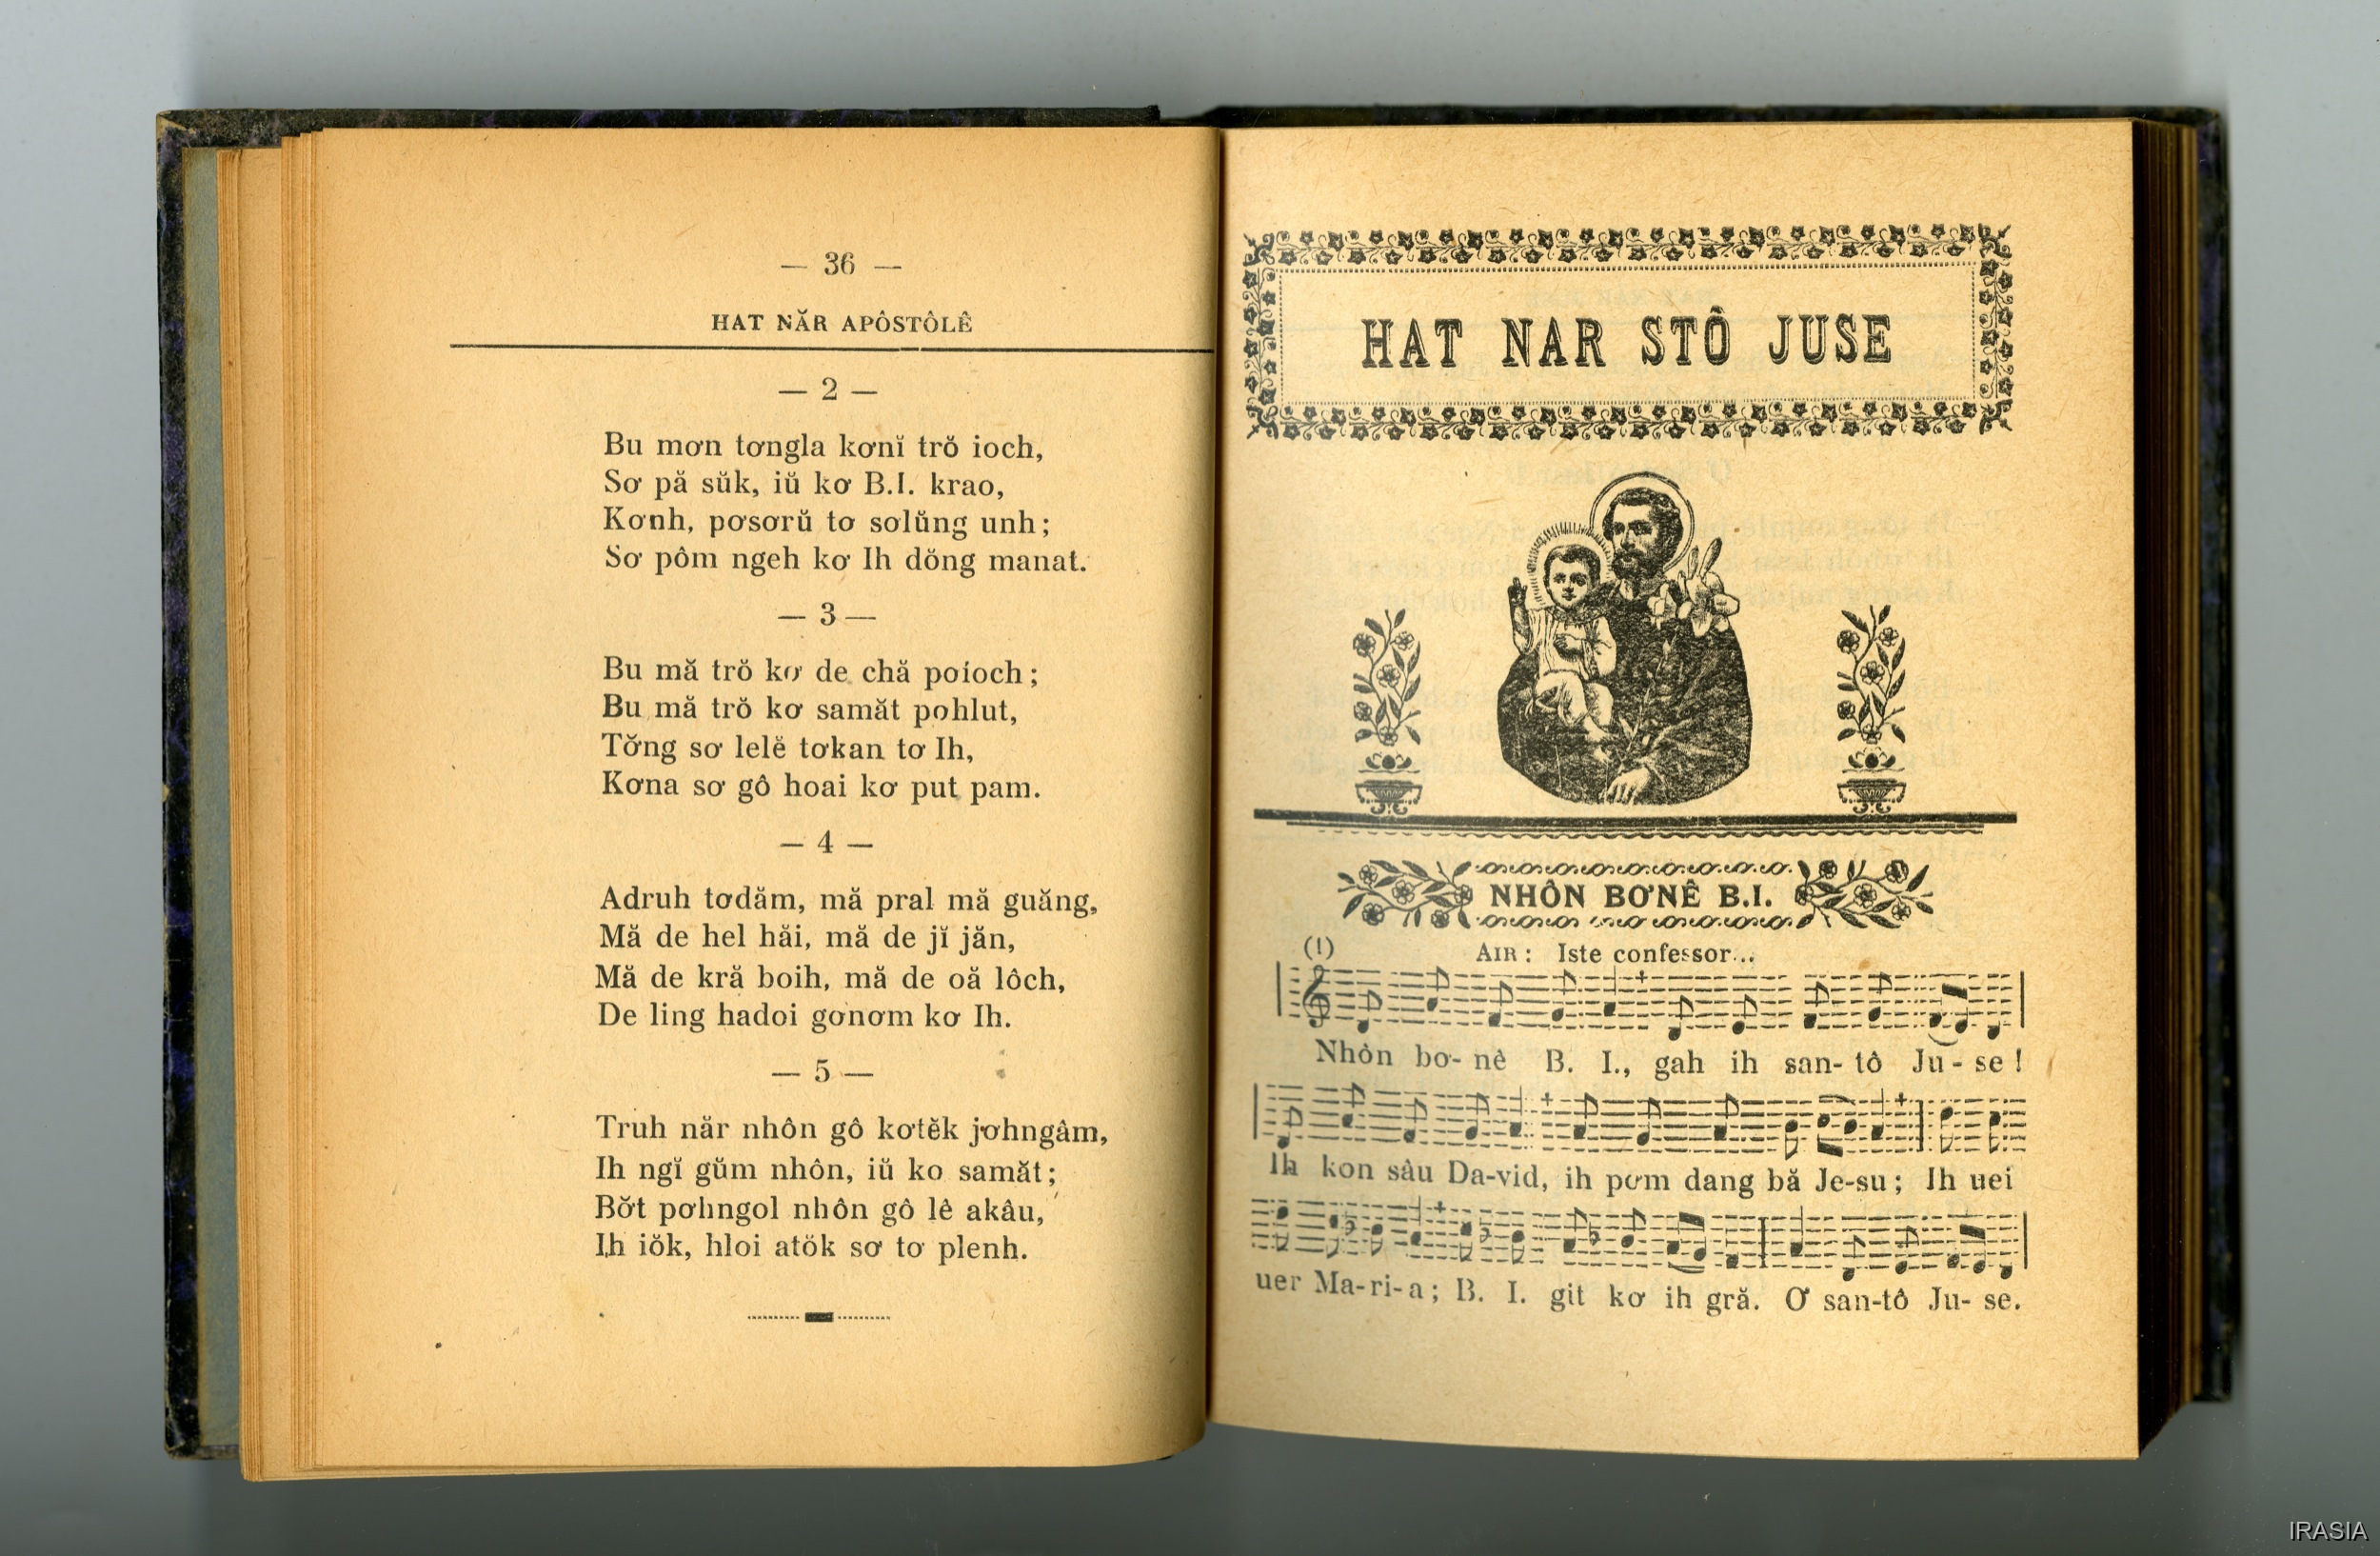 — 36 —
HAT NĂR APÔSTÔLÊ
— 2 —
Bu mơn tơngla kơnĭ trŏ ioch,
Sơ pă sŭk, iŭ kơ B.I. krao,
Kơnh, pơsơrŭ tơ sơlŭng unh;
Sơ pôm ngeh kơ Ih dŏng manat.
— 3 —
Bu mă trŏ kơ de chă poioch;
Bu mă trŏ kơ samăt pohlut,
Tơ̆ng sơ lelĕ tơkan tơ Ih,
Kơna sơ gô hoai kơ put pam.
— 4 —
Adruh tơdăm, mă pral mă guăng,
Mă de hel hăi, mă de jĭ jăn,
Mă de kră boih, mă de oă lôch,
De ling hadoi gơnơm kơ Ih.
— 5 —
Truh năr nhôn gô kơtĕk jơhngâm,
Ih ngĭ gŭm nhôn, iŭ ko samăt;
Bơ̆t pơhngol nhôn gô lê akâu,
Ih iŏk, hloi atŏk sơ tơ plenh.
HAT NAR STÔ JUSE
NHÔN BƠNÊ B.I.
(1) AIR : Iste confessor...
Nhôn bơ- nê B. I., gah ih san- tô Ju - se !
Ih kon sâu Da-vid, ih pơm dang bă Je-su ; Ih uei
uer Ma-ri-a ; B. I. git kơ ih gră. Ơ san-tô Ju- se.
IRASIA